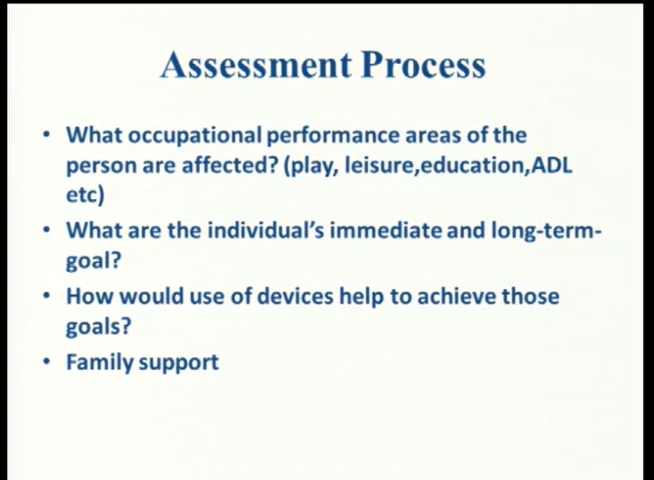 Assessment Process
• What occupational performance areas of the
person are affected? (play, leisure,education,ADL
etc)
• What are the individual's immediate and long-term-
goal?
• How would use of devices help to achieve those
goals?
• Family support